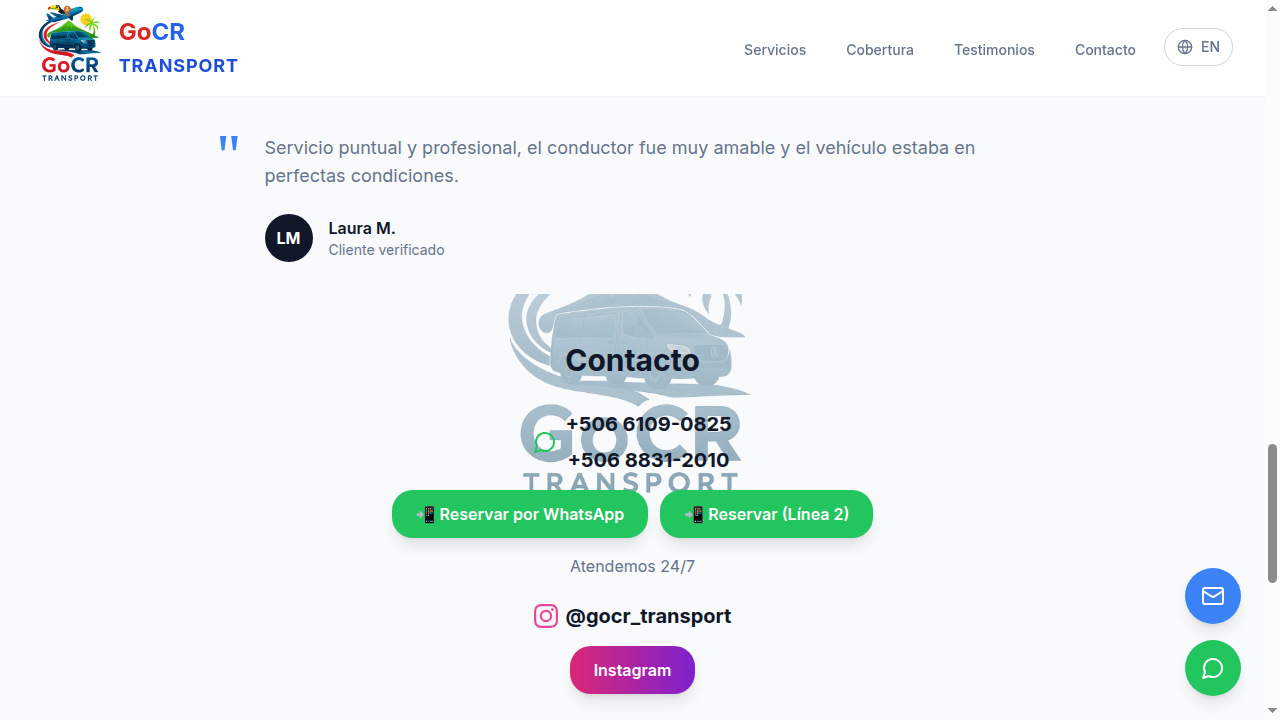 GoCR
TRANSPORT
GoCR
TRANSPORT
Servicios
Cobertura
Testimonios
Contacto
EN
"
Servicio puntual y profesional, el conductor fue muy amable y el vehículo estaba en
perfectas condiciones.
LM
Laura M.
Cliente verificado
Contacto
GoCR
TRANSPORT
+506 6109-0825
+506 8831-2010
📲 Reservar por WhatsApp
📲 Reservar (Línea 2)
Atendemos 24/7
@gocr_transport
Instagram